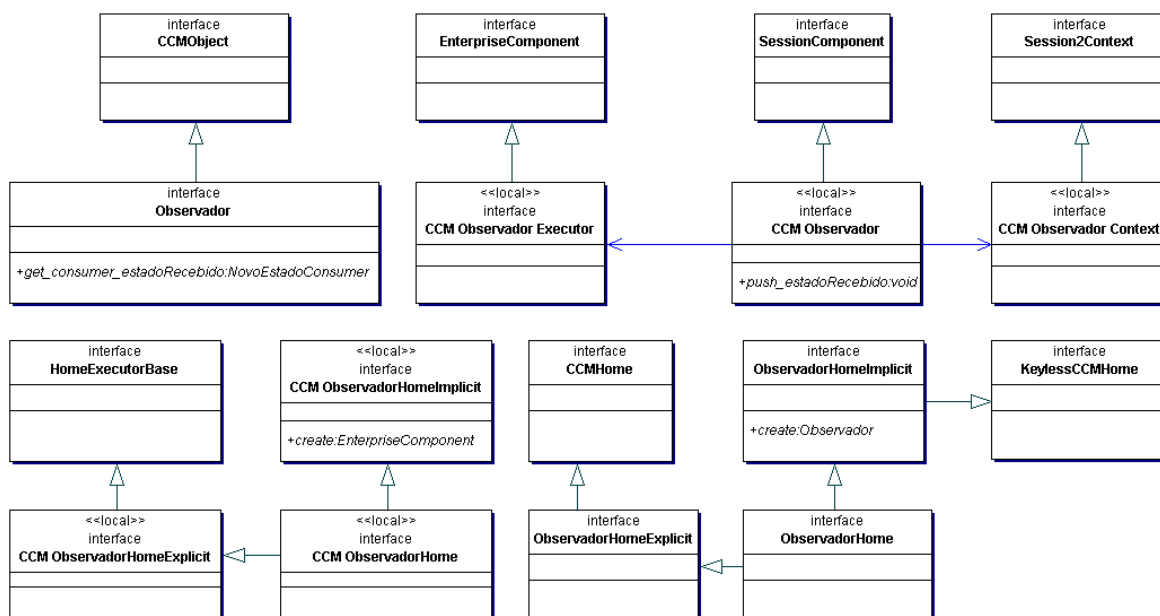 interface
CCMObject
interface
EnterpriseComponent
interface
SessionComponent
interface
Session2Context
interface
Observador
+get_consumer_estadoRecebido:NovoEstadoConsumer
<<local>>
interface
CCM Observador Executor
<<local>>
interface
CCM Observador
+push_estadoRecebido:void
<<local>>
interface
CCM Observador Context
interface
HomeExecutorBase
<<local>>
interface
CCM ObservadorHomeImplicit
+create:EnterpriseComponent
interface
CCMHome
interface
ObservadorHomeImplicit
+create:Observador
interface
KeylessCCMHome
<<local>>
interface
CCM ObservadorHomeExplicit
<<local>>
interface
CCM ObservadorHome
interface
ObservadorHomeExplicit
interface
ObservadorHome